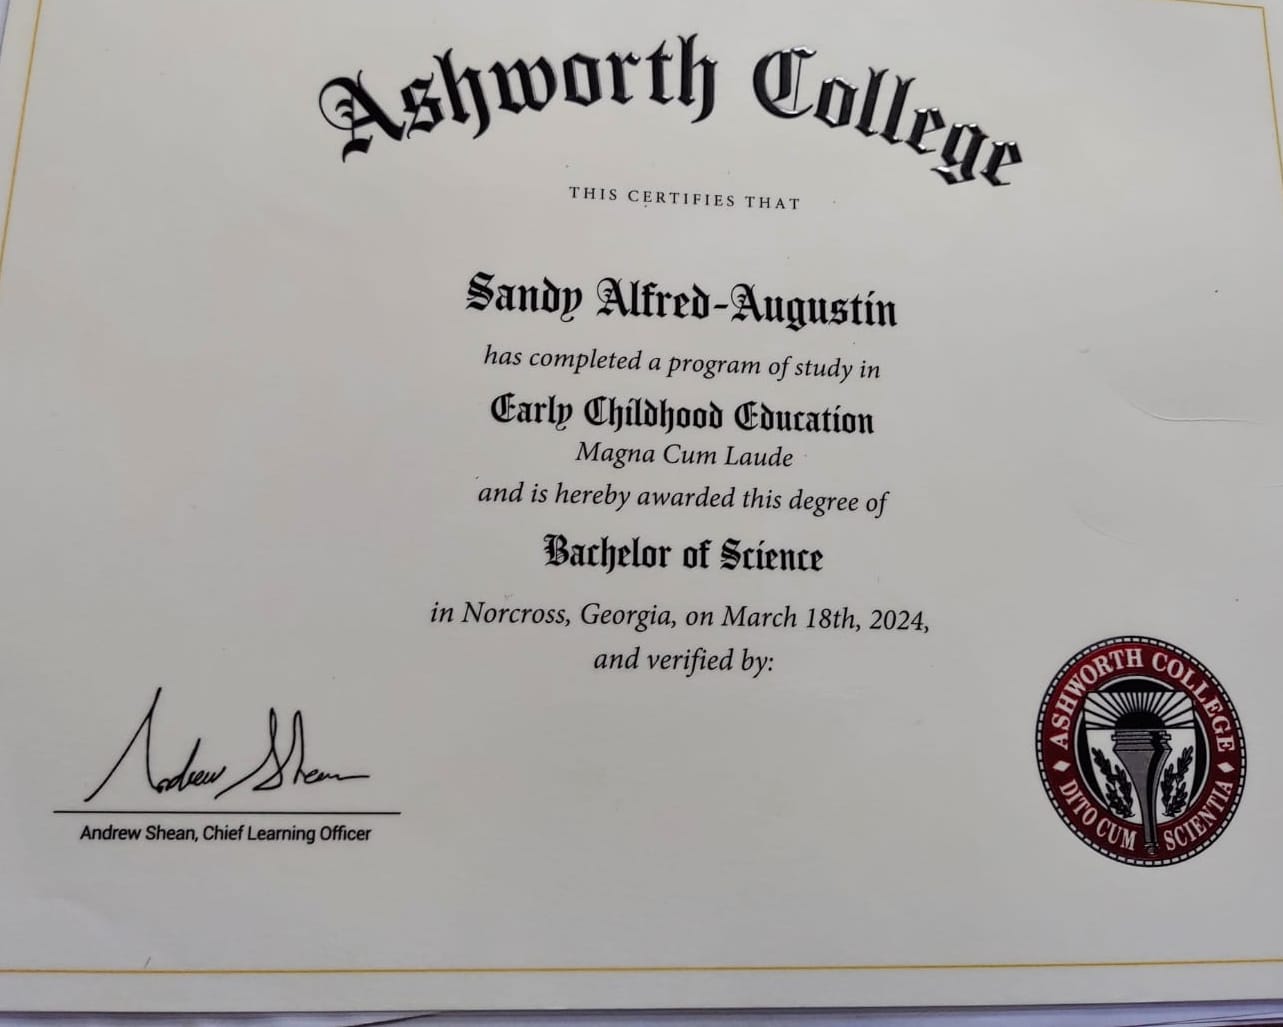 Ashworth College
THIS CERTIFIES THAT
Sandy Alfred-Augustin
has completed a program of study in
Early Childhood Education
Magna Cum Laude
and is hereby awarded this degree of
Bachelor of Science
in Norcross, Georgia, on March 18th, 2024,
and verified by:
Andrew Shean
Andrew Shean, Chief Learning Officer
ASHWORTH COLLEGE
DITO CUM SCIENTIA